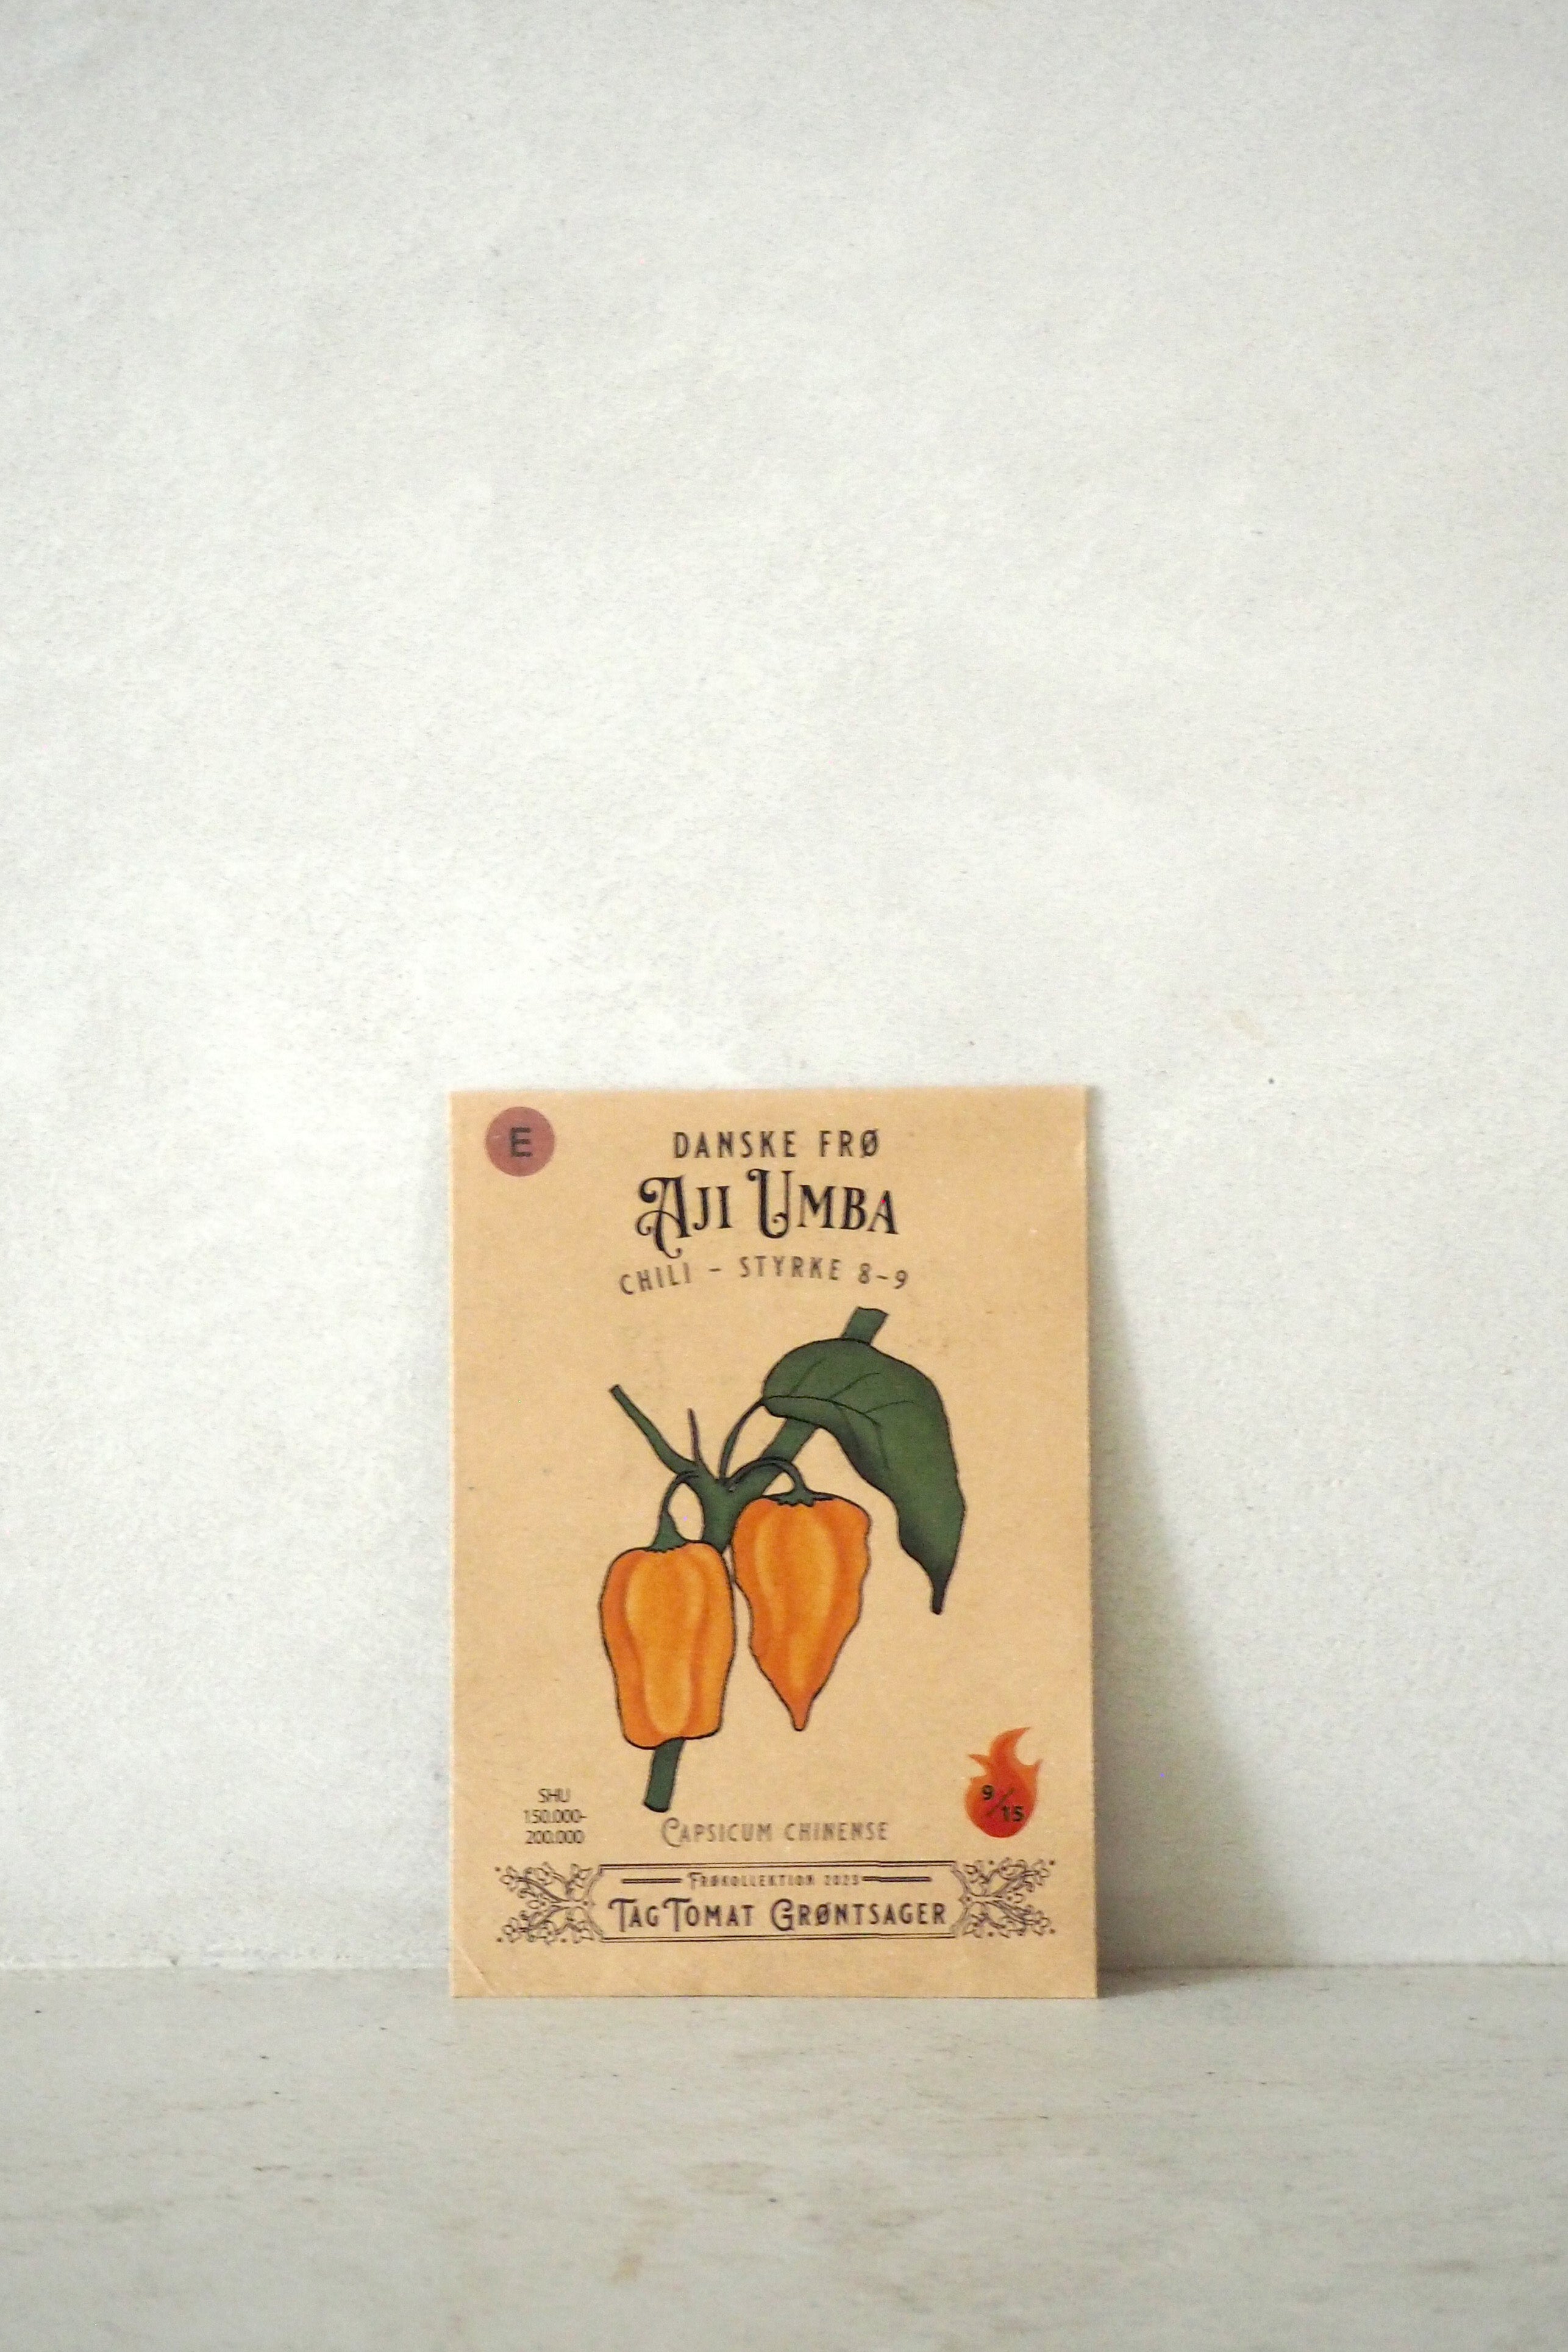 E
DANSKE FRØ
AJI UMBA
CHILI - STYRKE 8-9
9/15
SHU
150.000-
200.000
CAPSICUM CHINENSE
FRØKOLLEKTION 2023
TAGTOMAT GRØNTSAGER